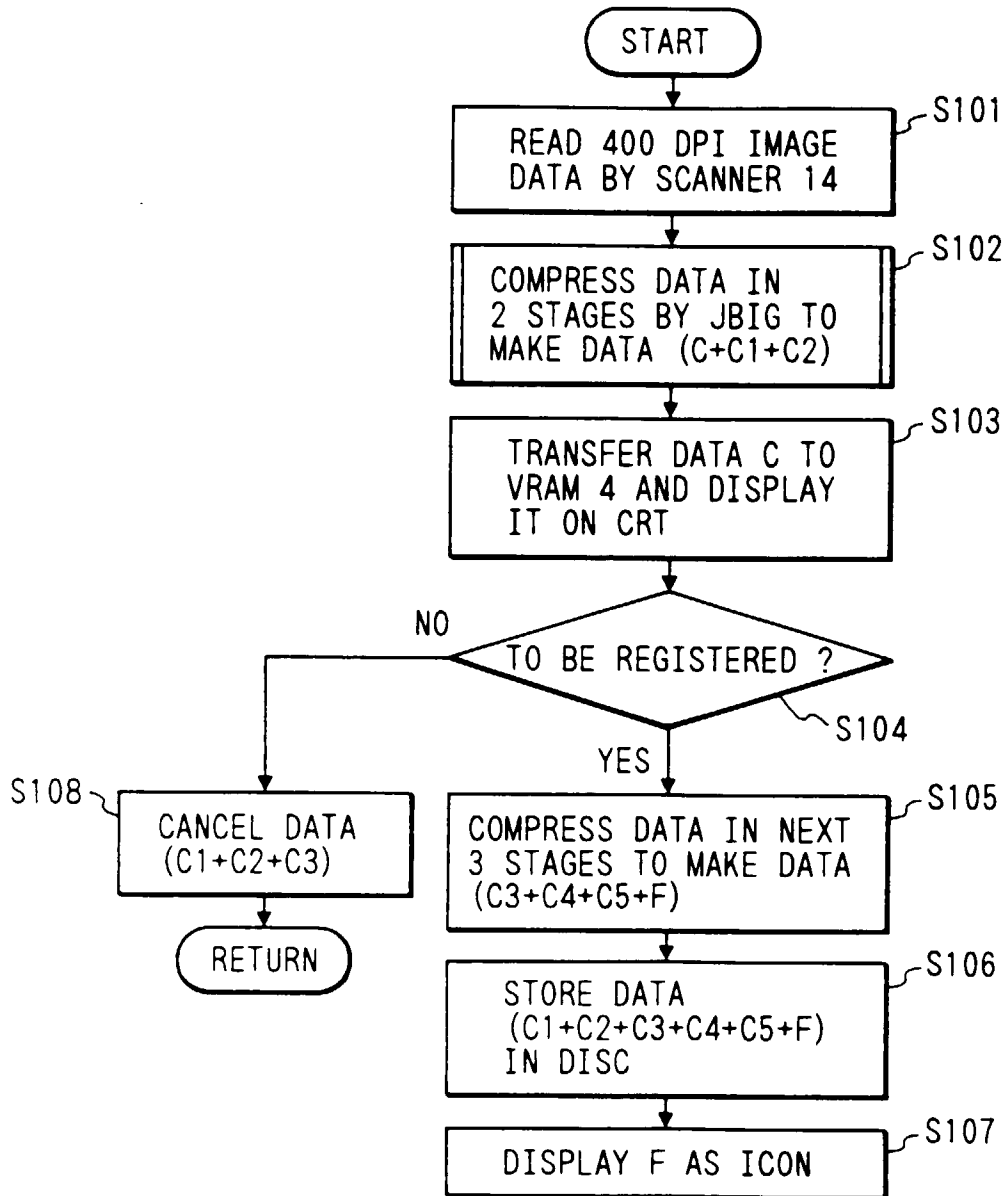 START
S101
READ 400 DPI IMAGE
DATA BY SCANNER 14
S102
COMPRESS DATA IN
2 STAGES BY JBIG TO
MAKE DATA (C+C1+C2)
S103
TRANSFER DATA C TO
VRAM 4 AND DISPLAY
IT ON CRT
NO
TO BE REGISTERED ?
S104
YES
S108
CANCEL DATA
(C1+C2+C3)
RETURN
S105
COMPRESS DATA IN NEXT
3 STAGES TO MAKE DATA
(C3+C4+C5+F)
S106
STORE DATA
(C1+C2+C3+C4+C5+F)
IN DISC
S107
DISPLAY F AS ICON